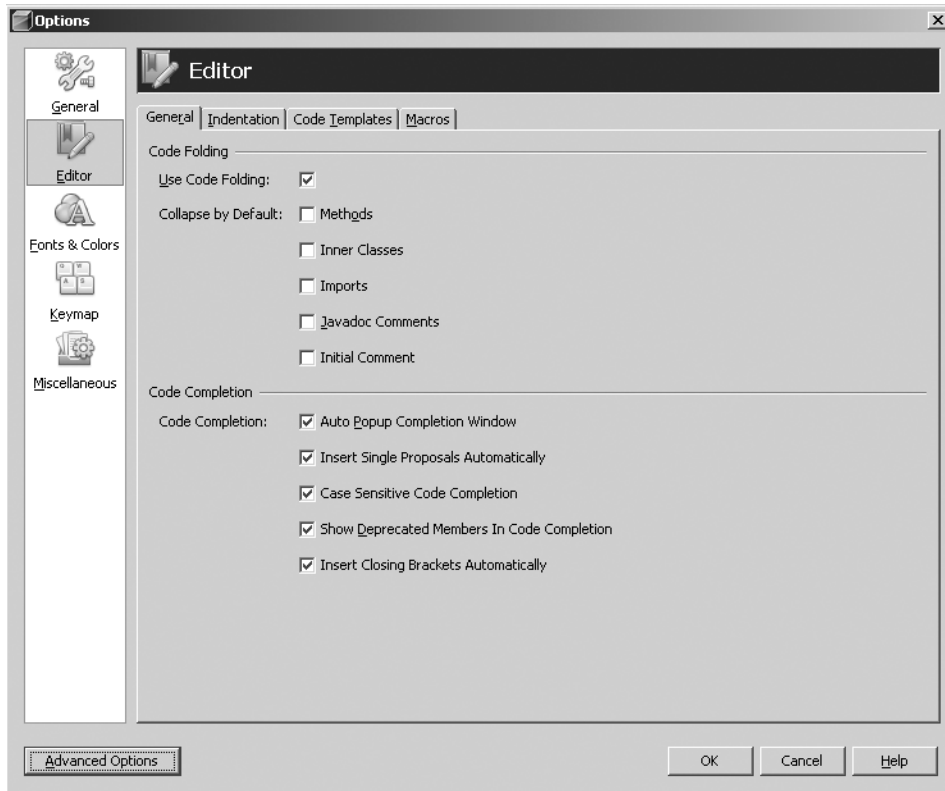 Options
General
Editor
Fonts & Colors
Keymap
Miscellaneous
Editor
General Indentation Code Templates Macros
Code Folding
Use Code Folding:
Collapse by Default: Methods
Inner Classes
Imports
Javadoc Comments
Initial Comment
Code Completion
Code Completion: Auto Popup Completion Window
Insert Single Proposals Automatically
Case Sensitive Code Completion
Show Deprecated Members In Code Completion
Insert Closing Brackets Automatically
Advanced Options OK Cancel Help